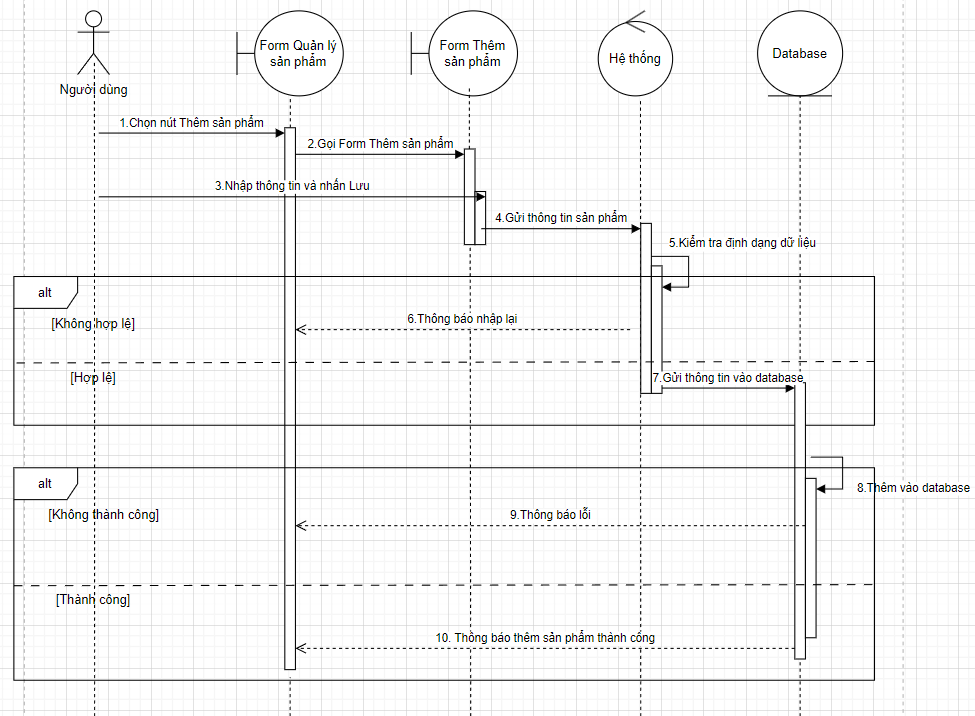 Form Quản lý
sản phẩm
Form Thêm
sản phẩm
Hệ thống
Database
Người dùng
1.Chọn nút Thêm sản phẩm
2.Gọi Form Thêm sản phẩm
3.Nhập thông tin và nhấn Lưu
4.Gửi thông tin sản phẩm
5.Kiểm tra định dạng dữ liệu
alt
[Không hợp lệ]
6.Thông báo nhập lại
[Hợp lệ]
7.Gửi thông tin vào database
alt
8.Thêm vào database
[Không thành công]
9.Thông báo lỗi
[Thành công]
10. Thông báo thêm sản phẩm thành công